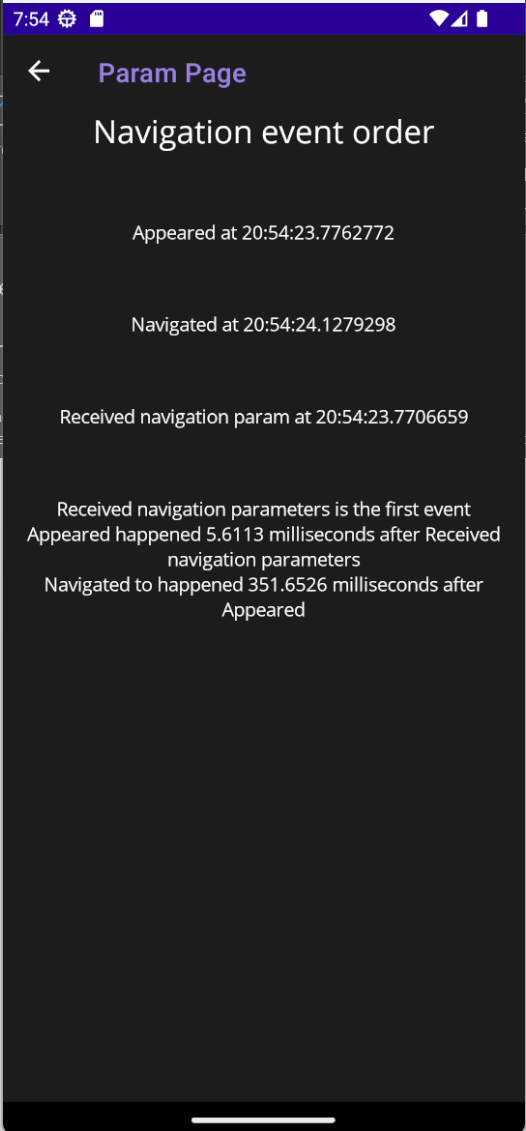 7:54
Param Page
Navigation event order
Appeared at 20:54:23.7762772
Navigated at 20:54:24.1279298
Received navigation param at 20:54:23.7706659
Received navigation parameters is the first event
Appeared happened 5.6113 milliseconds after Received
navigation parameters
Navigated to happened 351.6526 milliseconds after
Appeared